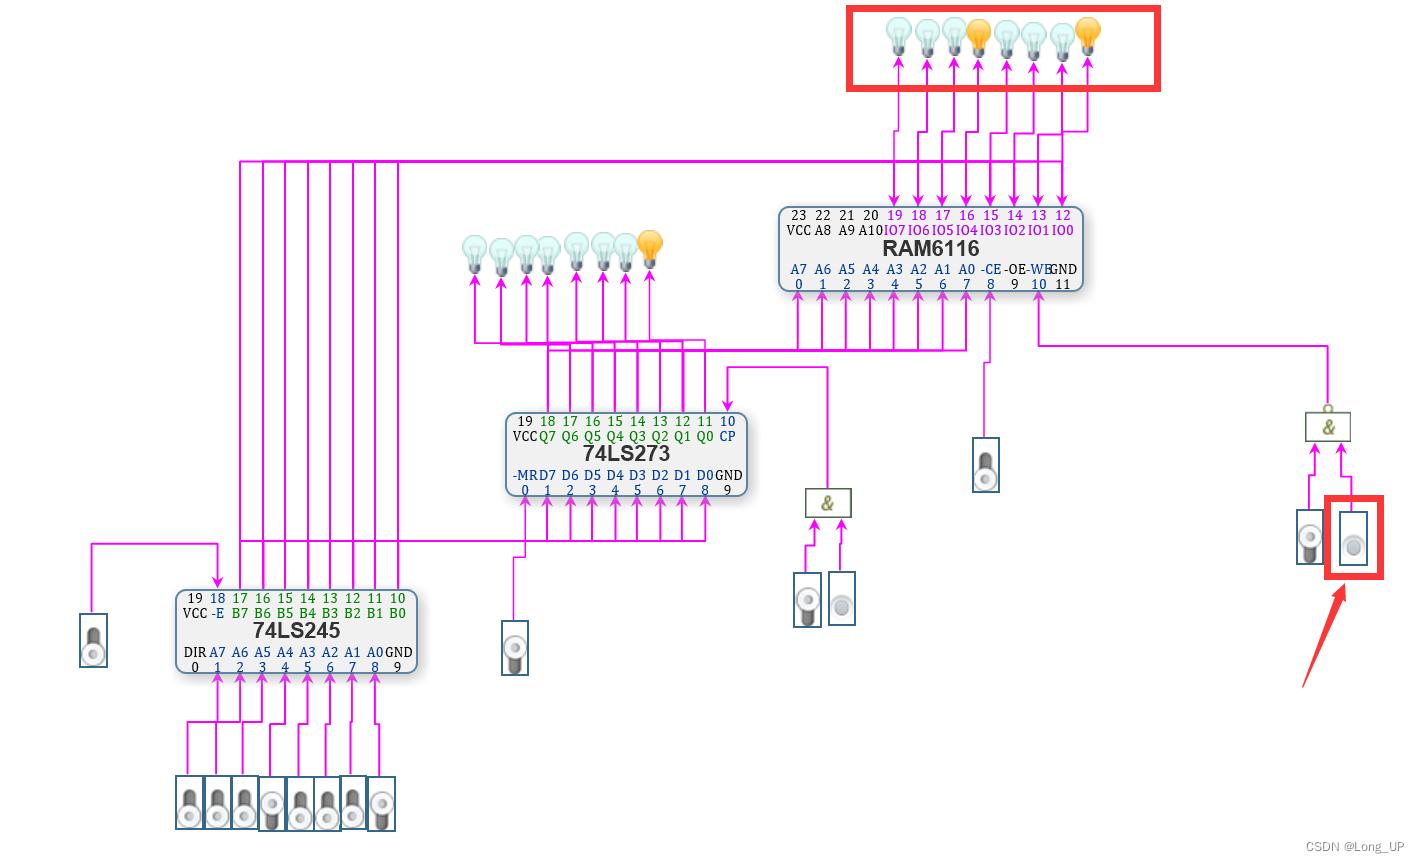 23 22 21 20 19 18 17 16 15 14 13 12
VCC A8 A9 A10 IO7 IO6 IO5 IO4 IO3 IO2 IO1 IO0
RAM6116
A7 A6 A5 A4 A3 A2 A1 A0 -CE -OE -WE GND
0 1 2 3 4 5 6 7 8 9 10 11
&
19 18 17 16 15 14 13 12 11 10
VCC Q7 Q6 Q5 Q4 Q3 Q2 Q1 Q0 CP
74LS273
-MR D7 D6 D5 D4 D3 D2 D1 D0 GND
0 1 2 3 4 5 6 7 8 9
&
19 18 17 16 15 14 13 12 11 10
VCC -E B7 B6 B5 B4 B3 B2 B1 B0
74LS245
DIR A7 A6 A5 A4 A3 A2 A1 A0 GND
0 1 2 3 4 5 6 7 8 9
CSDN @Long_UP